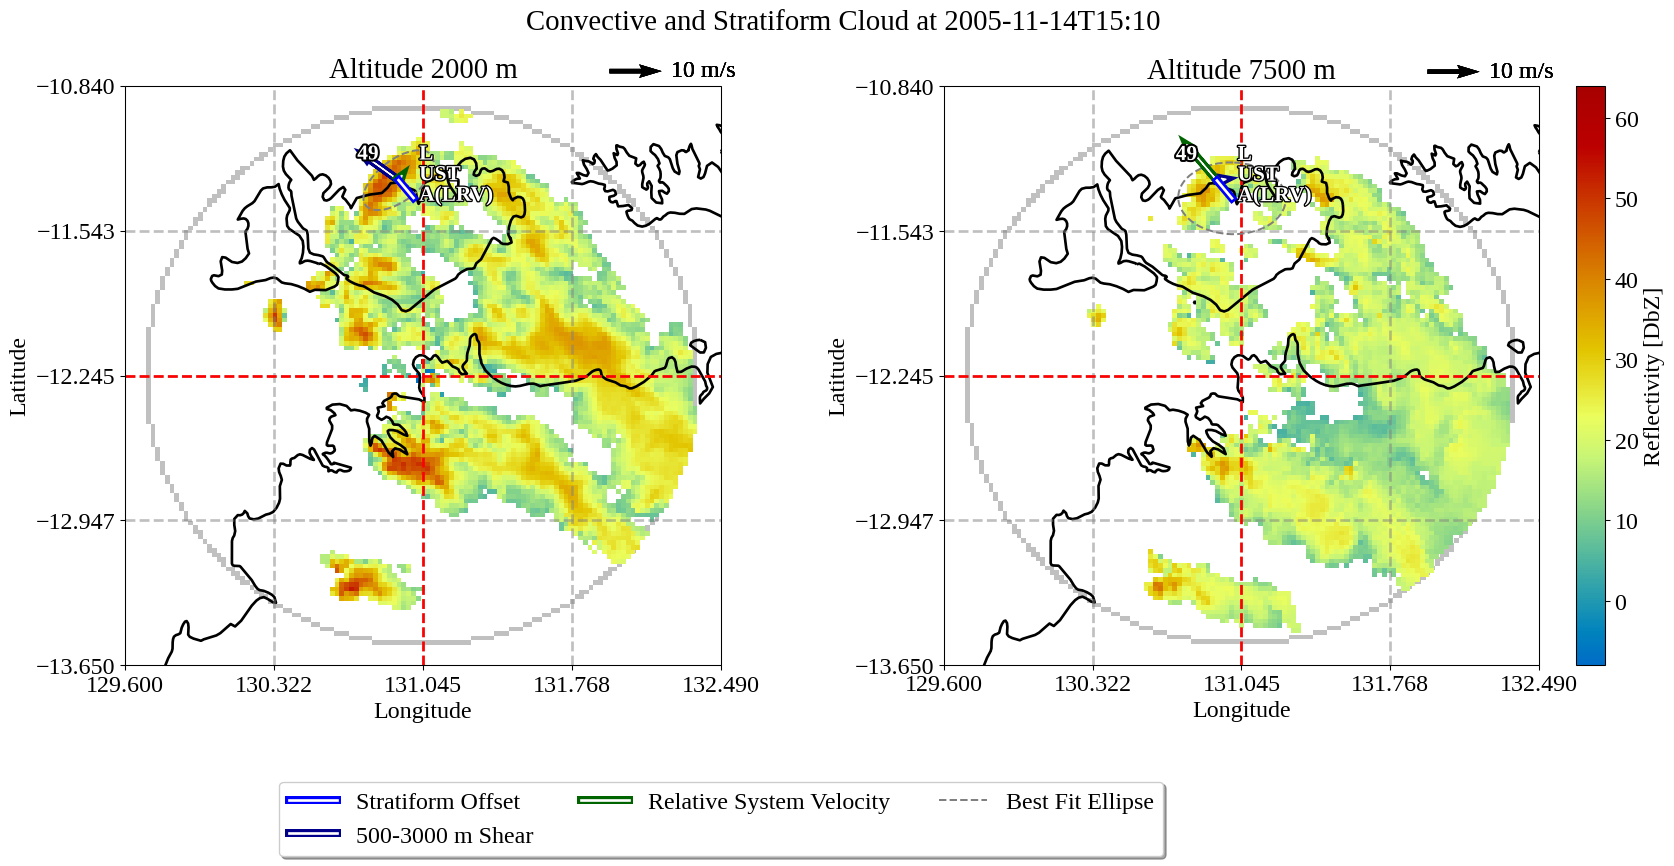 Convective and Stratiform Cloud at 2005-11-14T15:10
Altitude 2000 m
10 m/s
−10.840
−11.543
−12.245
−12.947
−13.650
Latitude
49
L
UST
A(LRV)
129.600 130.322 131.045 131.768 132.490
Longitude
Altitude 7500 m
10 m/s
−10.840
−11.543
−12.245
−12.947
−13.650
Latitude
49
L
UST
A(LRV)
129.600 130.322 131.045 131.768 132.490
Longitude
60
50
40
30
20
10
0
Reflectivity [DbZ]
Stratiform Offset
500-3000 m Shear
Relative System Velocity
Best Fit Ellipse